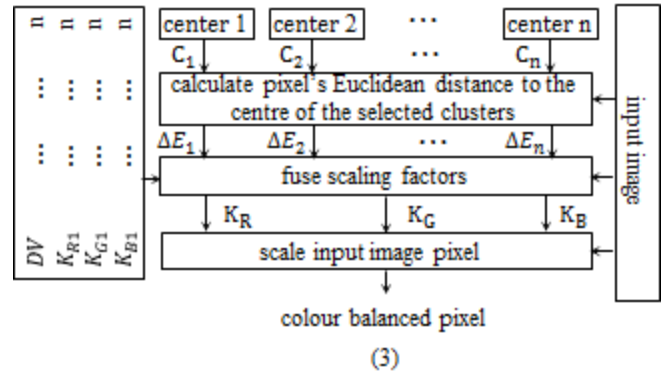 center 1 center 2 ... center n
C1 C2 ... Cn
calculate pixel's Euclidean distance to the
centre of the selected clusters
ΔE1 ΔE2 ... ΔEn
fuse scaling factors
KR KG KB
scale input image pixel
colour balanced pixel
(3)
DV ... ... n
KR1 ... ... n
KG1 ... ... n
KB1 ... ... n
input image